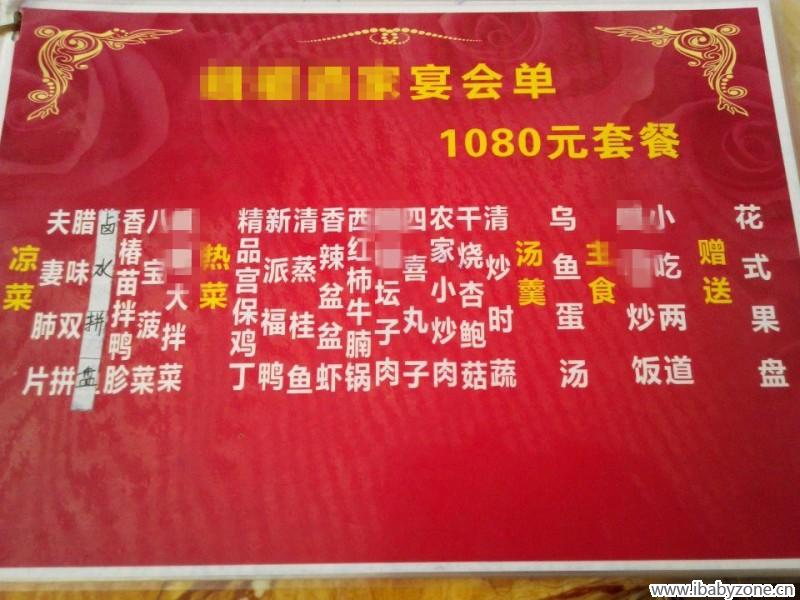 宴会单
1080元套餐
凉菜
夫妻肺片
腊味双拼
卤水拼盘
香椿苗拌鸭胗
八宝菠菜
大拌菜
热菜
精品宫保鸡丁
新派福鸭
清蒸桂鱼
香辣盆盆虾
西红柿牛腩锅
坛子肉
四喜丸子
农家小炒肉
干烧杏鲍菇
清炒时蔬
汤羹
乌鱼蛋汤
主食
炒饭
小吃两道
赠送
花式果盘
www.ibabyzone.cn